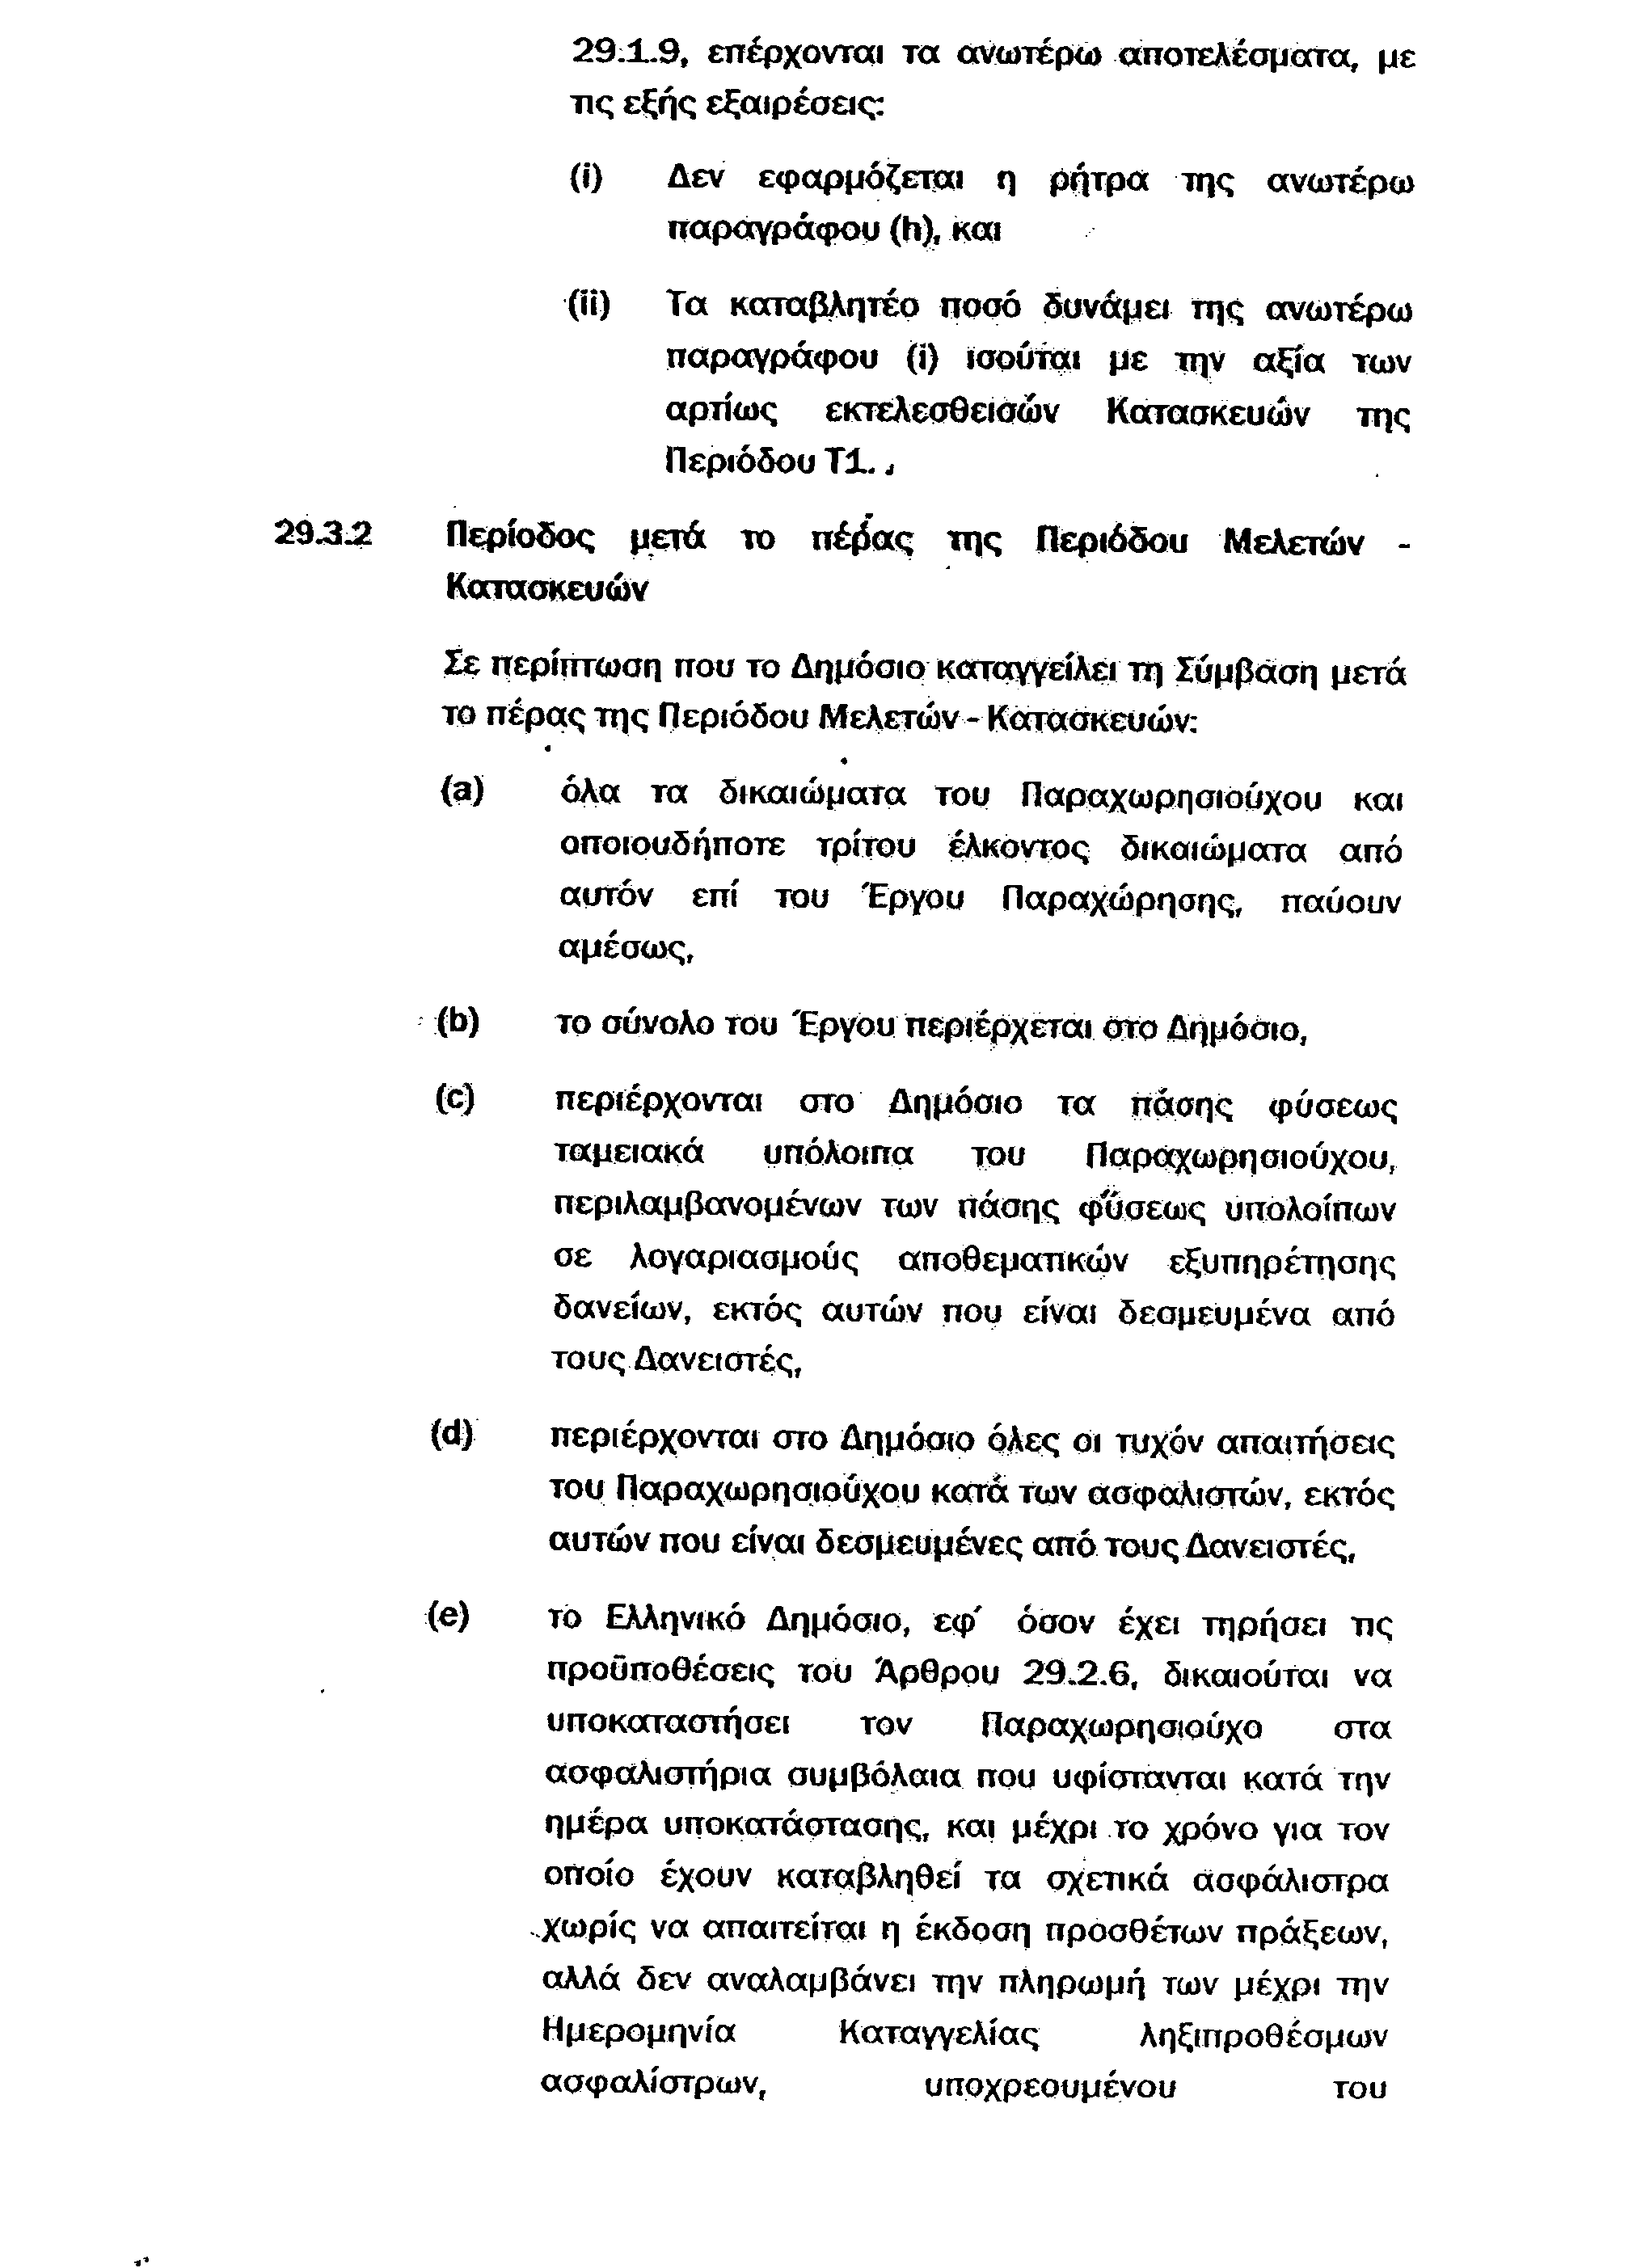 29.1.9, επέρχονται τα ανωτέρω αποτελέσματα, με
τις εξής εξαιρέσεις:
(i) Δεν εφαρμόζεται η ρήτρα της ανωτέρω
παραγράφου (h), και
(ii) Τα καταβλητέο ποσό δυνάμει της ανωτέρω
παραγράφου (i) ισούται με την αξία των
αρτίως εκτελεσθεισών Κατασκευών της
Περιόδου Τ1.
29.3.2 Περίοδος μετά το πέρας της Περιόδου Μελετών -
Κατασκευών
Σε περίπτωση που το Δημόσιο καταγγείλει τη Σύμβαση μετά
το πέρας της Περιόδου Μελετών - Κατασκευών:
(a) όλα τα δικαιώματα του Παραχωρησιούχου και
οποιουδήποτε τρίτου έλκοντος δικαιώματα από
αυτόν επί του Έργου Παραχώρησης, παύουν
αμέσως,
(b) το σύνολο του Έργου περιέρχεται στο Δημόσιο,
(c) περιέρχονται στο Δημόσιο τα πάσης φύσεως
ταμειακά υπόλοιπα του Παραχωρησιούχου,
περιλαμβανομένων των πάσης φύσεως υπολοίπων
σε λογαριασμούς αποθεματικών εξυπηρέτησης
δανείων, εκτός αυτών που είναι δεσμευμένα από
τους Δανειστές,
(d) περιέρχονται στο Δημόσιο όλες οι τυχόν απαιτήσεις
του Παραχωρησιούχου κατά των ασφαλιστών, εκτός
αυτών που είναι δεσμευμένες από τους Δανειστές,
(e) το Ελληνικό Δημόσιο, εφ' όσον έχει τηρήσει τις
προϋποθέσεις του Άρθρου 29.2.6, δικαιούται να
υποκαταστήσει τον Παραχωρησιούχο στα
ασφαλιστήρια συμβόλαια που υφίστανται κατά την
ημέρα υποκατάστασης, και μέχρι το χρόνο για τον
οποίο έχουν καταβληθεί τα σχετικά ασφάλιστρα
χωρίς να απαιτείται η έκδοση προσθέτων πράξεων,
αλλά δεν αναλαμβάνει την πληρωμή των μέχρι την
Ημερομηνία Καταγγελίας ληξιπροθέσμων
ασφαλίστρων, υποχρεουμένου του